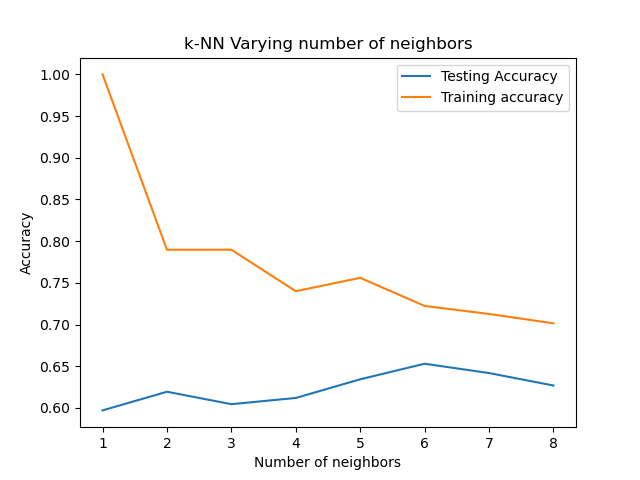 k-NN Varying number of neighbors
Testing Accuracy
Training accuracy
1.00
0.95
0.90
0.85
0.80
0.75
0.70
0.65
0.60
Accuracy
1 2 3 4 5 6 7 8
Number of neighbors